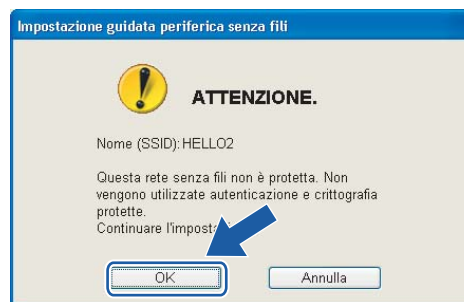 Impostazione guidata periferica senza fili
ATTENZIONE.
Nome (SSID): HELLO2
Questa rete senza fili non è protetta. Non
vengono utilizzate autenticazione e crittografia
protette.
Continuare
OK
Annulla